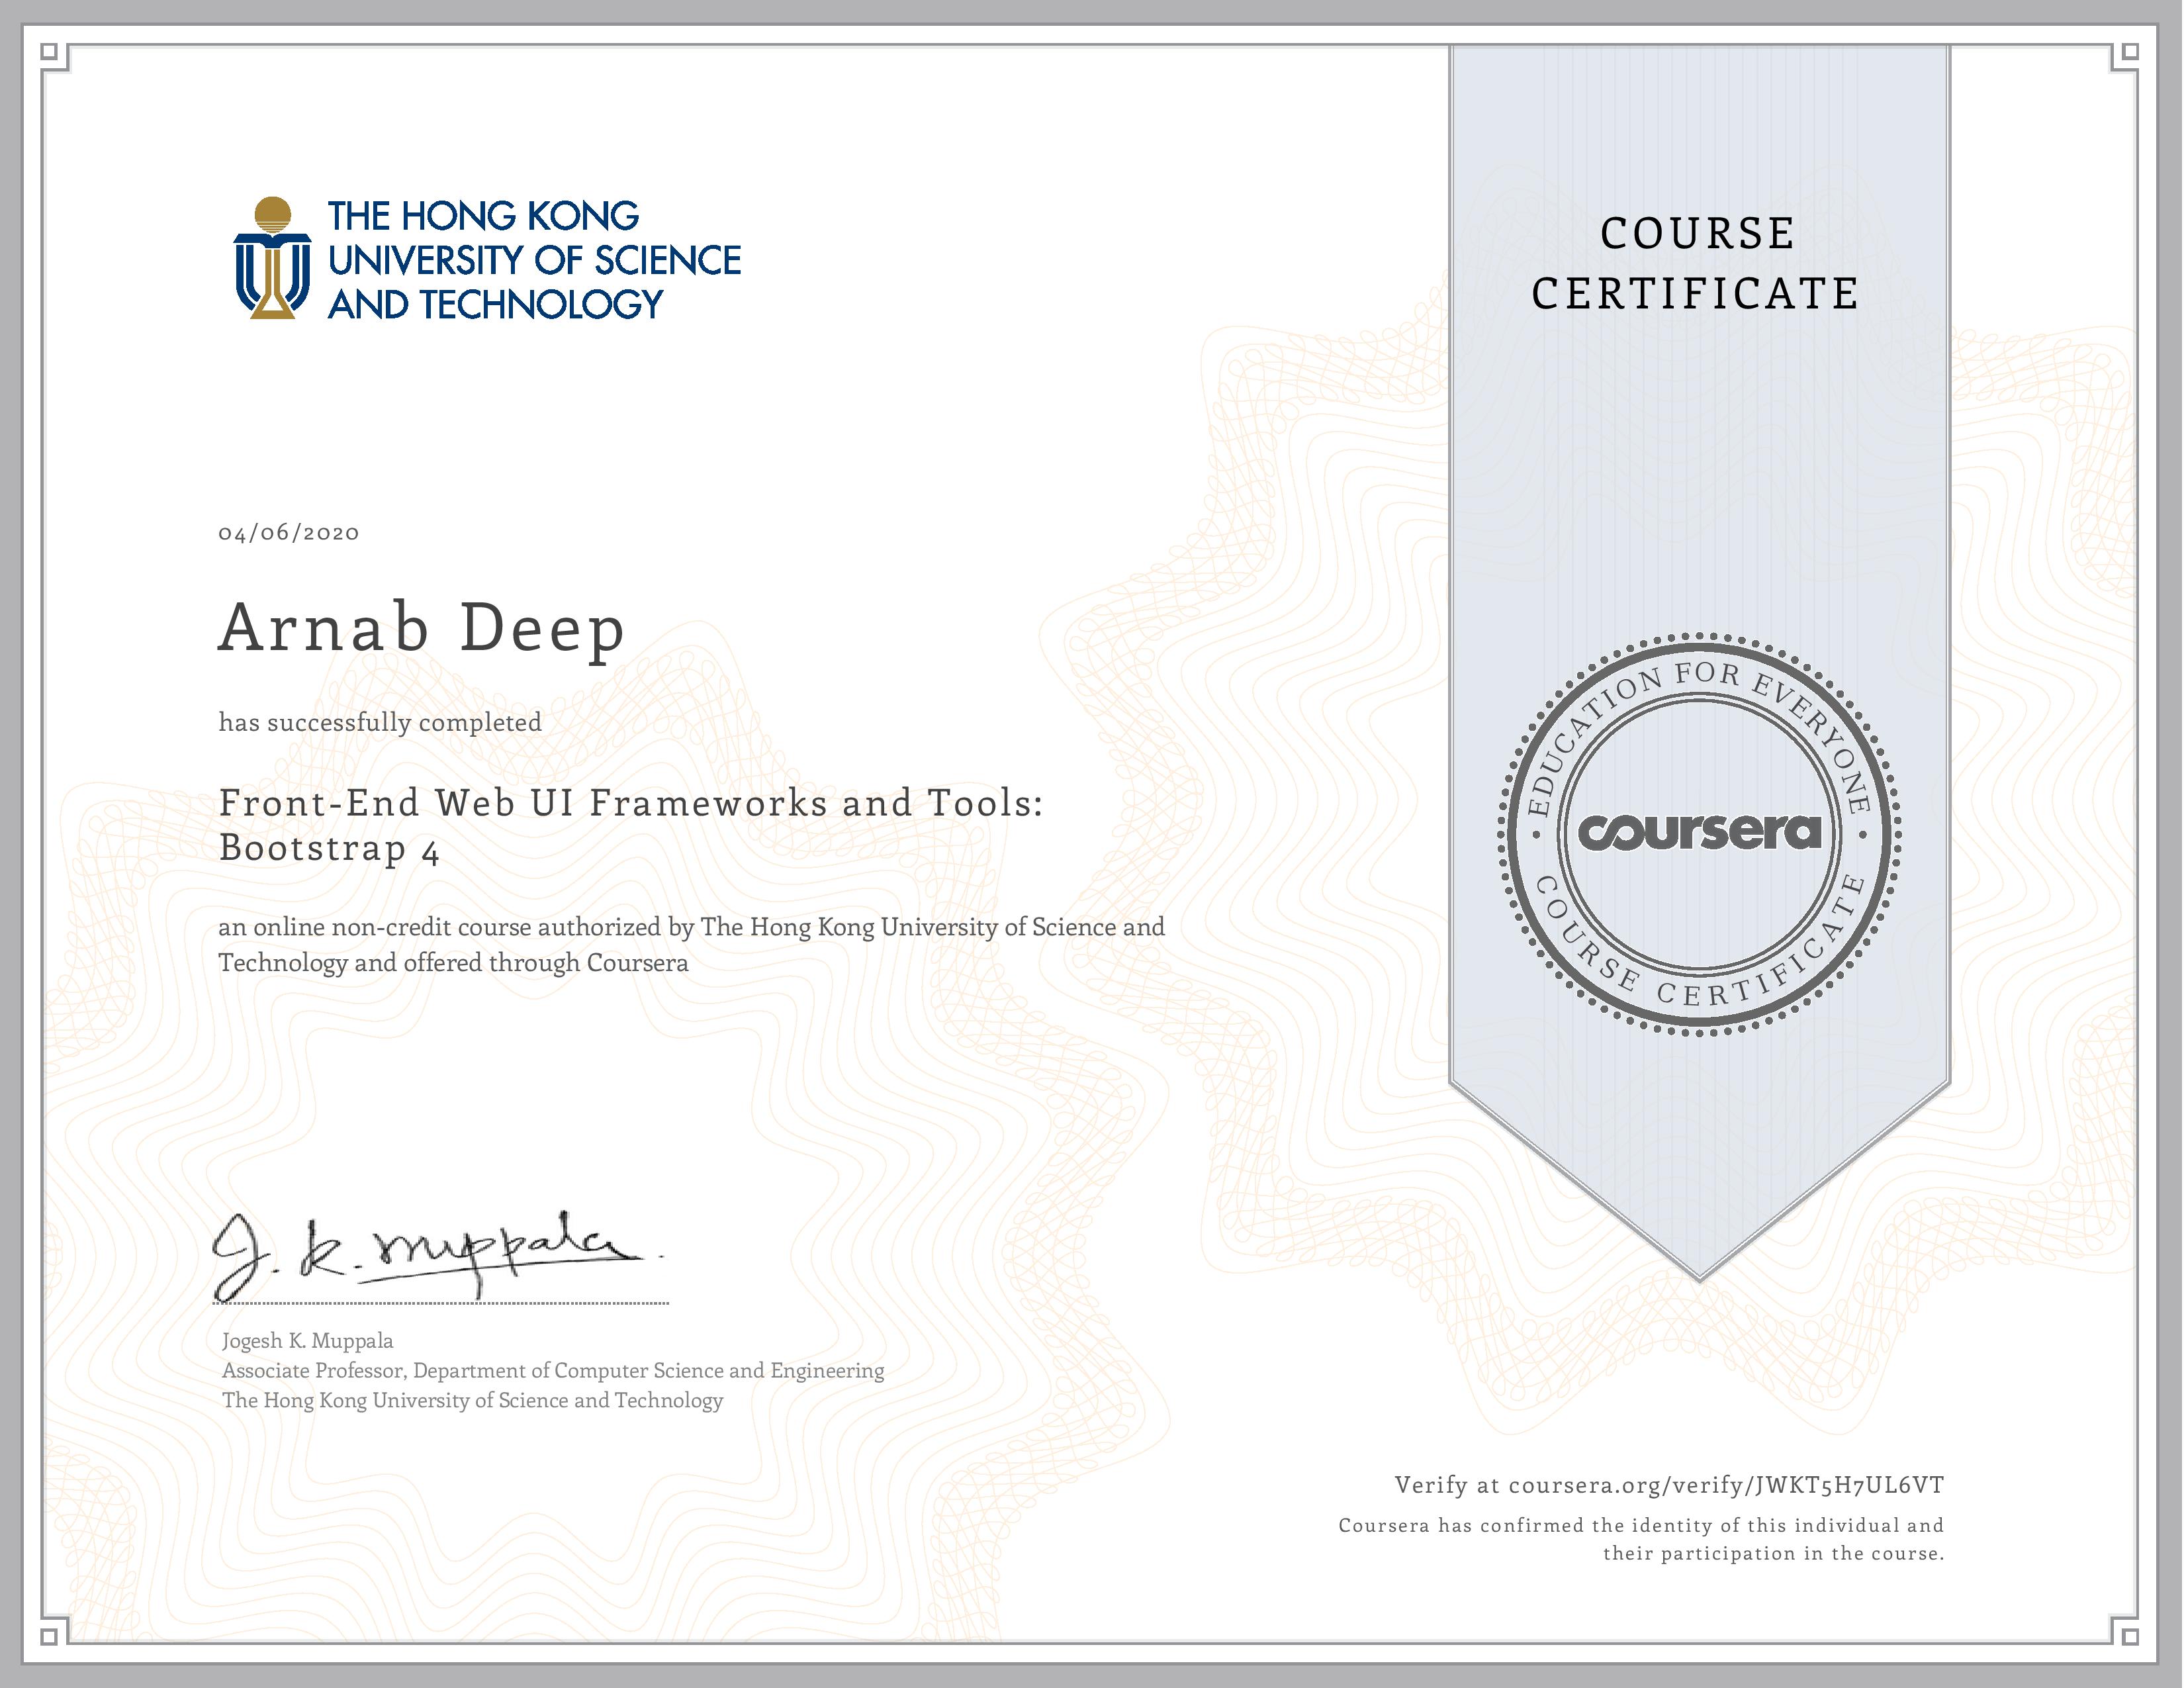 THE HONG KONG
UNIVERSITY OF SCIENCE
AND TECHNOLOGY
04/06/2020
Arnab Deep
has successfully completed
Front-End Web UI Frameworks and Tools:
Bootstrap 4
an online non-credit course authorized by The Hong Kong University of Science and
Technology and offered through Coursera
J. K. Muppala
Jogesh K. Muppala
Associate Professor, Department of Computer Science and Engineering
The Hong Kong University of Science and Technology
COURSE
CERTIFICATE
EDUCATION FOR EVERYONE
coursera
COURSE CERTIFICATE
Verify at coursera.org/verify/JWKT5H7UL6VT
Coursera has confirmed the identity of this individual and
their participation in the course.